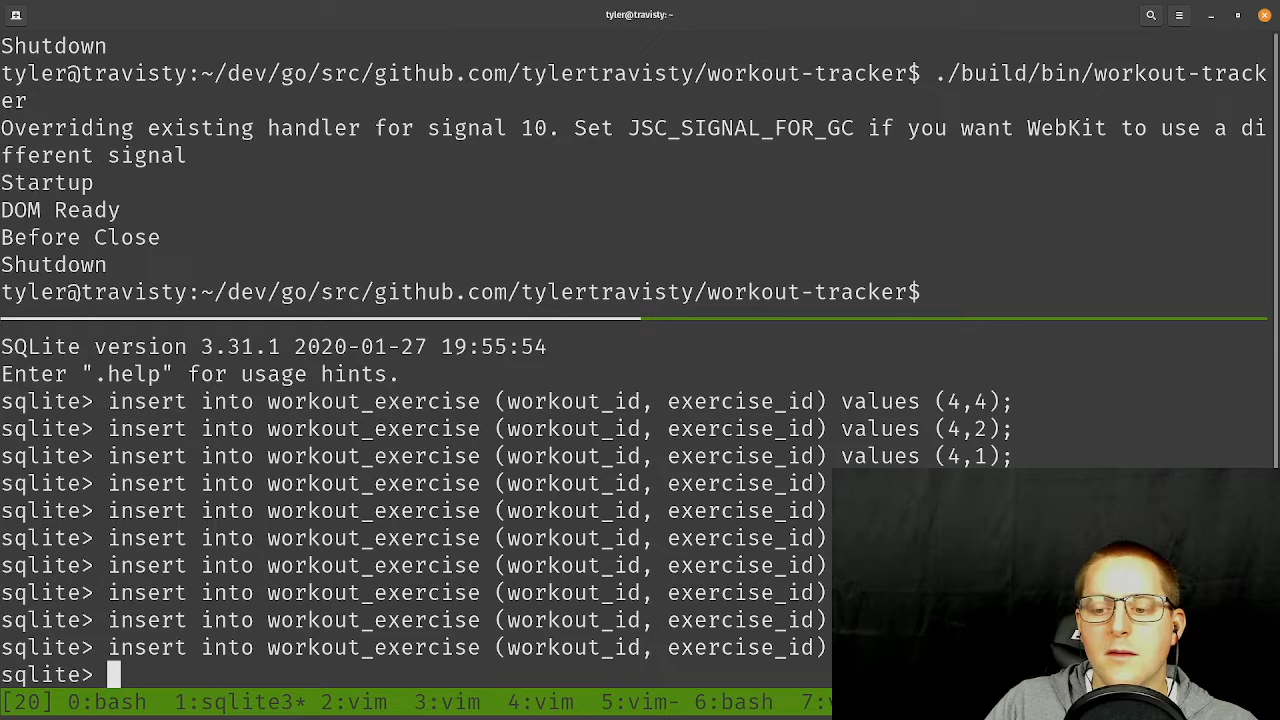 tyler@travisty: ~
Shutdown
tyler@travisty:~/dev/go/src/github.com/tylertravisty/workout-tracker$ ./build/bin/workout-track
er
Overriding existing handler for signal 10. Set JSC_SIGNAL_FOR_GC if you want WebKit to use a di
fferent signal
Startup
DOM Ready
Before Close
Shutdown
tyler@travisty:~/dev/go/src/github.com/tylertravisty/workout-tracker$
SQLite version 3.31.1 2020-01-27 19:55:54
Enter ".help" for usage hints.
sqlite> insert into workout_exercise (workout_id, exercise_id) values (4,4);
sqlite> insert into workout_exercise (workout_id, exercise_id) values (4,2);
sqlite> insert into workout_exercise (workout_id, exercise_id) values (4,1);
sqlite> insert into workout_exercise (workout_id, exercise_id)
sqlite> insert into workout_exercise (workout_id, exercise_id)
sqlite> insert into workout_exercise (workout_id, exercise_id)
sqlite> insert into workout_exercise (workout_id, exercise_id)
sqlite> insert into workout_exercise (workout_id, exercise_id)
sqlite> insert into workout_exercise (workout_id, exercise_id)
sqlite> insert into workout_exercise (workout_id, exercise_id)
sqlite>
[20] 0:bash 1:sqlite3* 2:vim 3:vim 4:vim 5:vim- 6:bash 7: